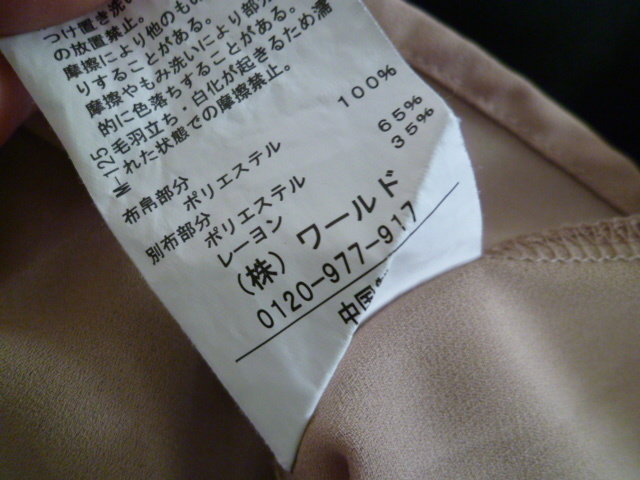 つけ置き洗い
の放置禁止。
摩擦により他のもの
りすることがある。
摩擦やもみ洗いにより部分
的に色落ちすることがある。
毛羽立ち・白化が起きるため濡
れた状態での摩擦禁止。
M-125
布帛部分
ポリエステル 100%
別布部分
ポリエステル 65%
レーヨン 35%
(株) ワールド
0120-977-917
中国